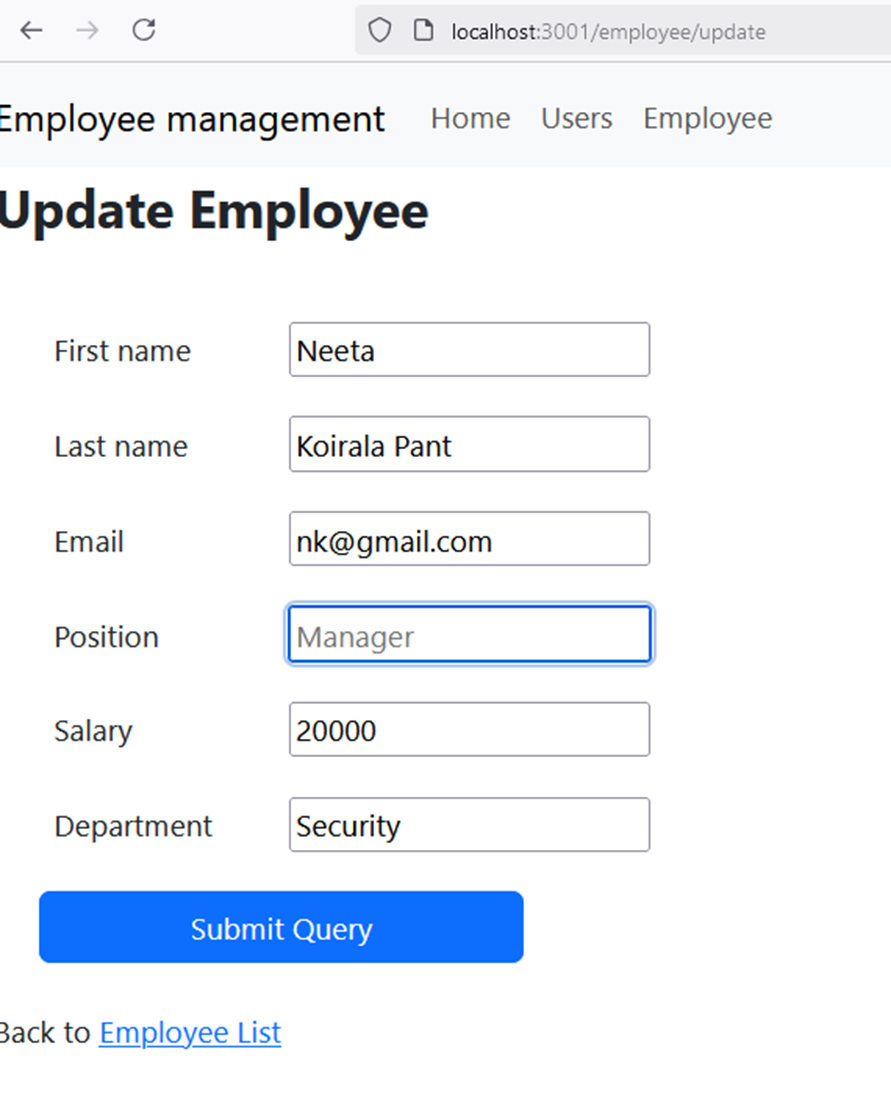 localhost:3001/employee/update
Employee management Home Users Employee
Update Employee
First name Neeta
Last name Koirala Pant
Email nk@gmail.com
Position Manager
Salary 20000
Department Security
Submit Query
Back to Employee List